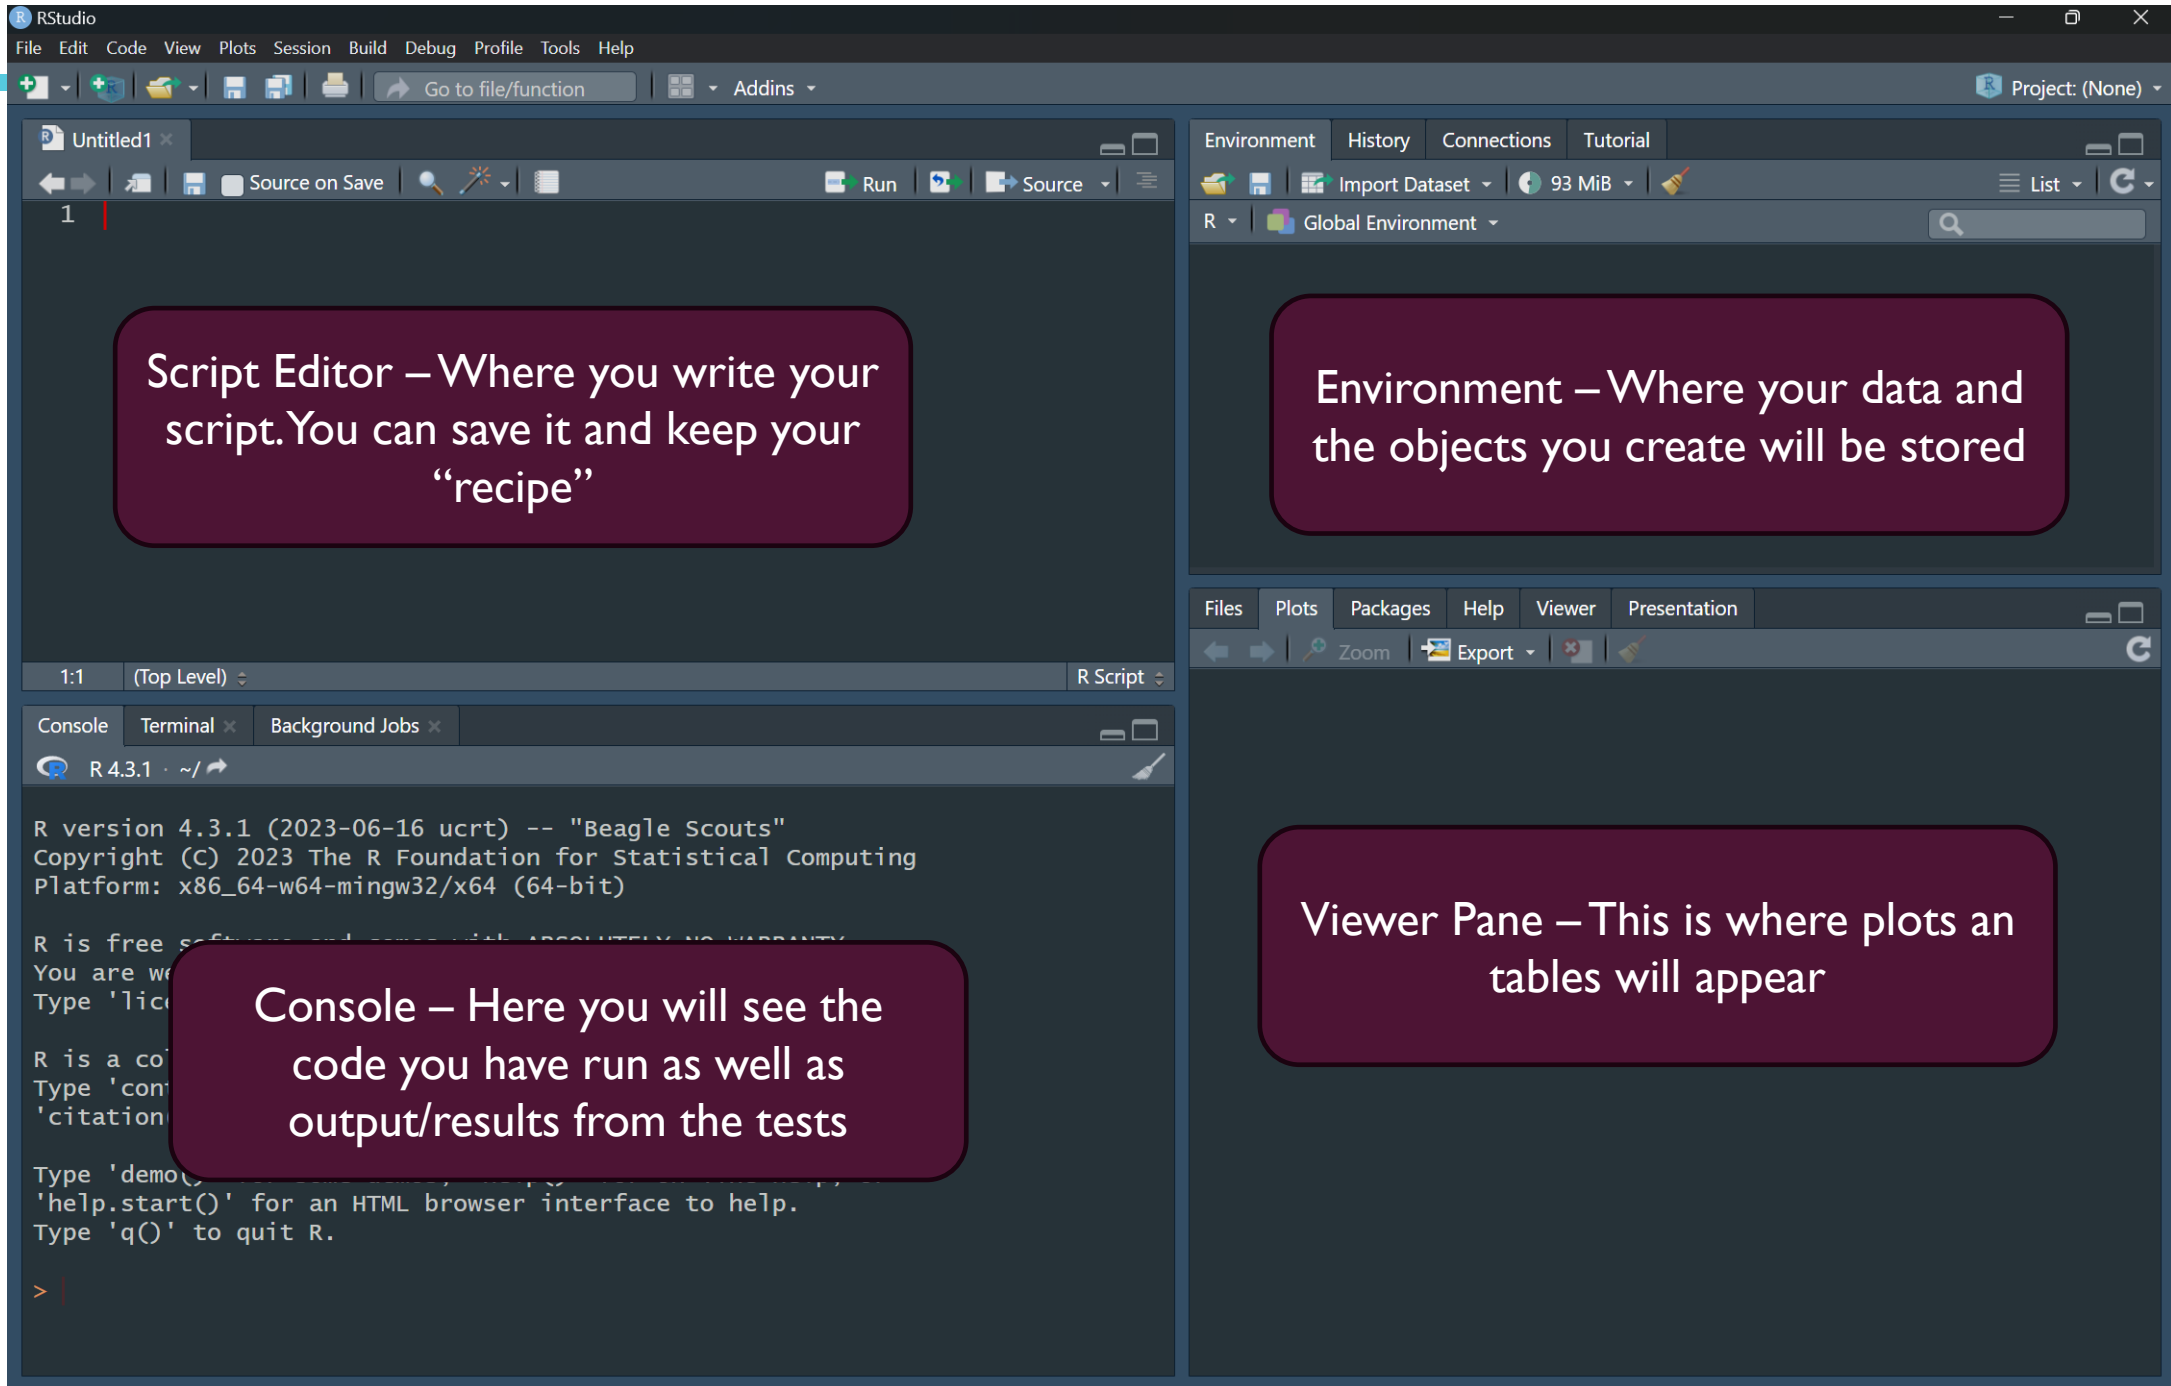 RStudio
File Edit Code View Plots Session Build Debug Profile Tools Help
Go to file/function Addins Project: (None)
Untitled1
Source on Save Run Source
1
Script Editor – Where you write your
script. You can save it and keep your
“recipe”
1:1 (Top Level) R Script
Environment History Connections Tutorial
Import Dataset 93 MiB List
R Global Environment
Environment – Where your data and
the objects you create will be stored
Console Terminal Background Jobs
R 4.3.1 · ~/
R version 4.3.1 (2023-06-16 ucrt) -- "Beagle Scouts"
Copyright (C) 2023 The R Foundation for Statistical Computing
Platform: x86_64-w64-mingw32/x64 (64-bit)
R is free software and comes with ABSOLUTELY NO WARRANTY
You are
Type
R is a
Type
Console – Here you will see the
code you have run as well as
output/results from the tests
Type 'demo()'
'help.start()' for an HTML browser interface to help.
Type 'q()' to quit R.
>
Files Plots Packages Help Viewer Presentation
Zoom Export
Viewer Pane – This is where plots an
tables will appear